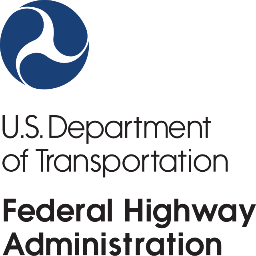 U.S. Department
of Transportation
Federal Highway
Administration